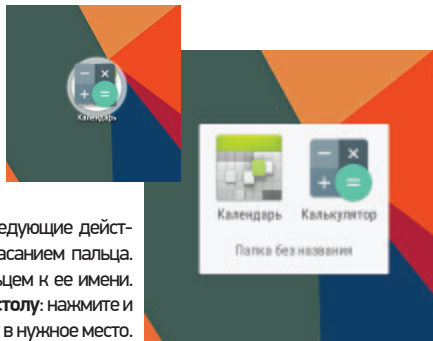 Календарь
Календарь
Калькулятор
Папка без названия
едующие дейст-
асанием пальца.
ьцем к ее имени.
столу: нажмите и
в нужное место.